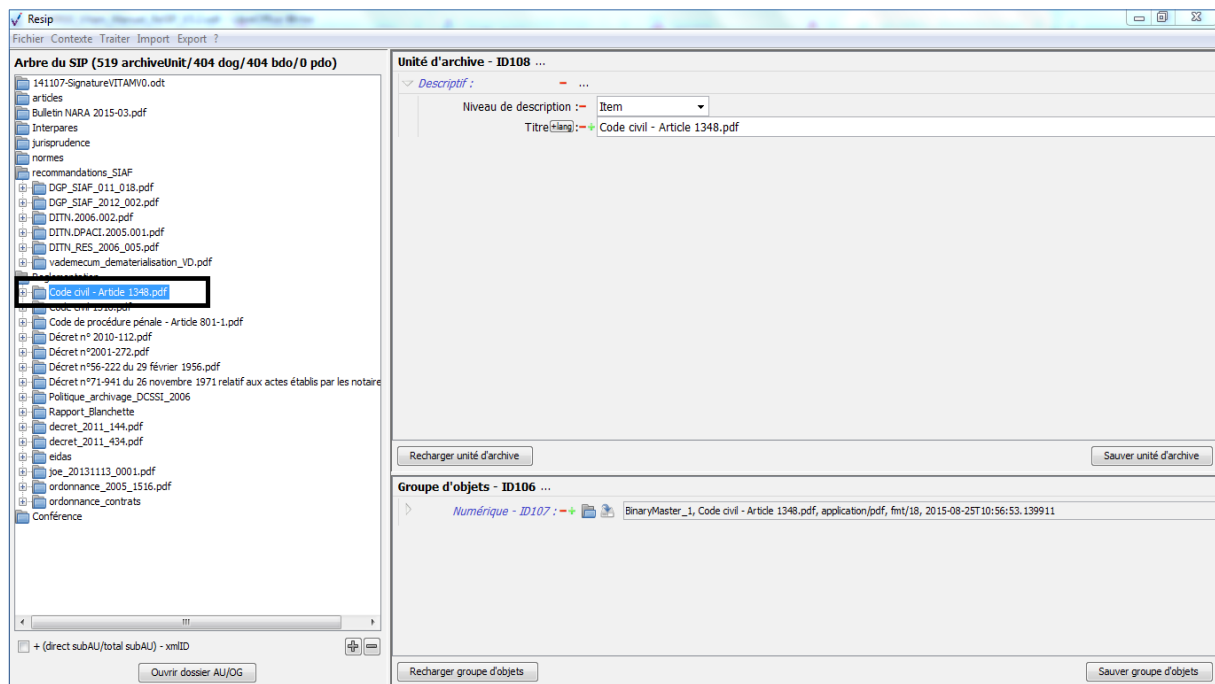 Resip
Fichier Contexte Traiter Import Export ?
Arbre du SIP (519 archiveUnit/404 dog/404 bdo/0 pdo)
141107-SignatureVITAMV0.odt
articles
Bulletin NARA 2015-03.pdf
Interpares
jurisprudence
normes
recommandations_SIAF
DGP_SIAF_011_018.pdf
DGP_SIAF_2012_002.pdf
DITN.2006.002.pdf
DITN.DPACI.2005.001.pdf
DITN_RES_2006_005.pdf
vademecum_dematerialisation_VD.pdf
Reglementation
Code civil - Article 1348.pdf
Code civil 1316.pdf
Code de procédure pénale - Article 801-1.pdf
Décret n° 2010-112.pdf
Décret n°2001-272.pdf
Décret n°56-222 du 29 février 1956.pdf
Décret n°71-941 du 26 novembre 1971 relatif aux actes établis par les notaire
Politique_archivage_DCSSI_2006
Rapport_Blanchette
decret_2011_144.pdf
decret_2011_434.pdf
eidas
joe_20131113_0001.pdf
ordonnance_2005_1516.pdf
ordonnance_contrats
Conférence
+ (direct subAU/total subAU) - xmlID
Ouvrir dossier AU/OG
Unité d'archive - ID108 ...
Descriptif : - ...
Niveau de description :- Item
Titre +lang :-+ Code civil - Article 1348.pdf
Recharger unité d'archive
Sauver unité d'archive
Groupe d'objets - ID106 ...
Numérique - ID107 : -+ BinaryMaster_1, Code civil - Article 1348.pdf, application/pdf, fmt/18, 2015-08-25T10:56:53.139911
Recharger groupe d'objets
Sauver groupe d'objets